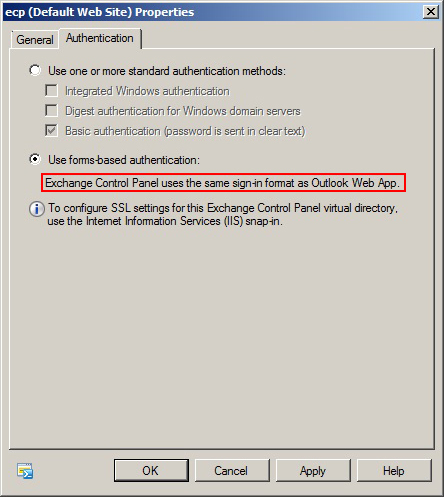 ecp (Default Web Site) Properties
General
Authentication
Use one or more standard authentication methods:
Integrated Windows authentication
Digest authentication for Windows domain servers
Basic authentication (password is sent in clear text)
Use forms-based authentication:
Exchange Control Panel uses the same sign-in format as Outlook Web App.
To configure SSL settings for this Exchange Control Panel virtual directory,
use the Internet Information Services (IIS) snap-in.
OK
Cancel
Apply
Help